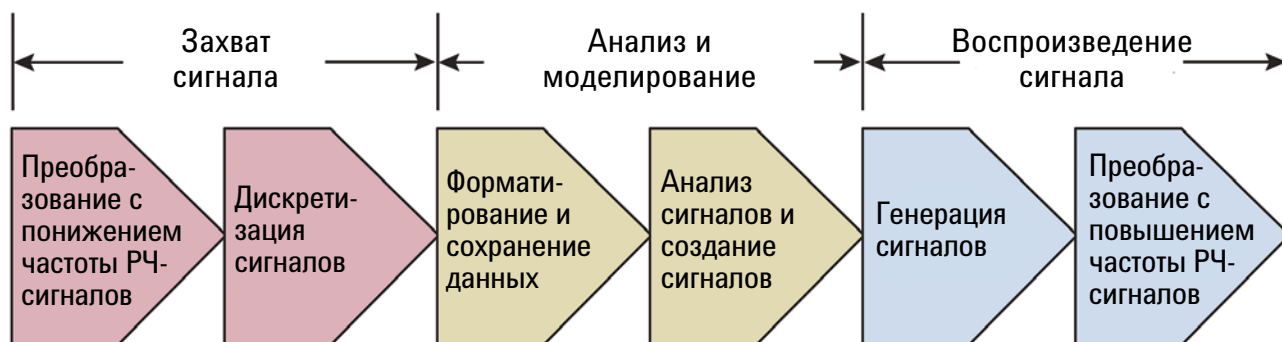 Захват
сигнала
Анализ и
моделирование
Воспроизведение
сигнала
Преобра-
зование с
понижением
частоты РЧ-
сигналов
Дискрети-
зация
сигналов
Формати-
рование и
сохранение
данных
Анализ
сигналов и
создание
сигналов
Генерация
сигналов
Преобра-
зование с
повышением
частоты РЧ-
сигналов